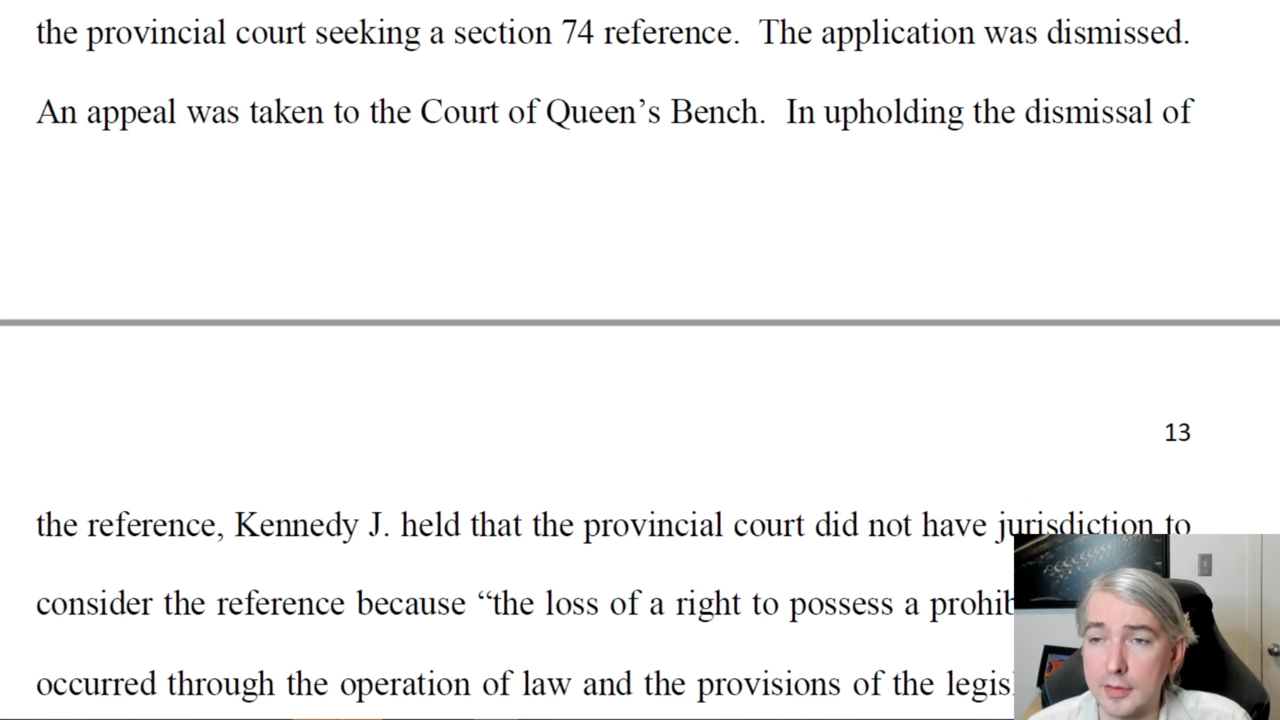 the provincial court seeking a section 74 reference.  The application was dismissed.
An appeal was taken to the Court of Queen’s Bench.  In upholding the dismissal of
13
the reference, Kennedy J. held that the provincial court did not have jurisdiction to
consider the reference because “the loss of a right to possess a
occurred through the operation of law and the provisions of the